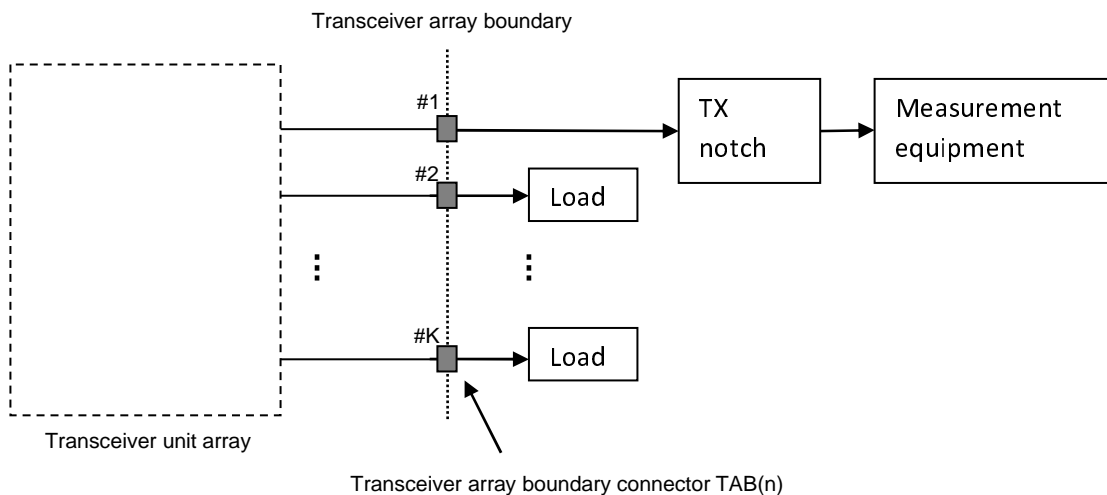 Transceiver array boundary
#1
TX
notch
Measurement
equipment
#2
Load
#K
Load
Transceiver unit array
Transceiver array boundary connector TAB(n)